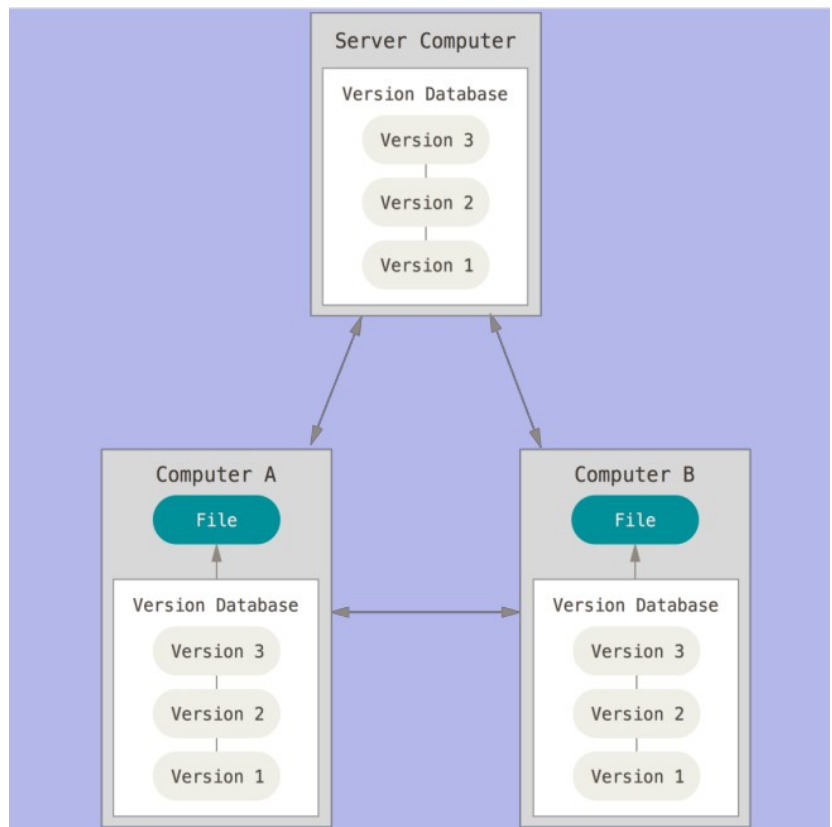 Server Computer
Version Database
Version 3
Version 2
Version 1
Computer A
File
Version Database
Version 3
Version 2
Version 1
Computer B
File
Version Database
Version 3
Version 2
Version 1